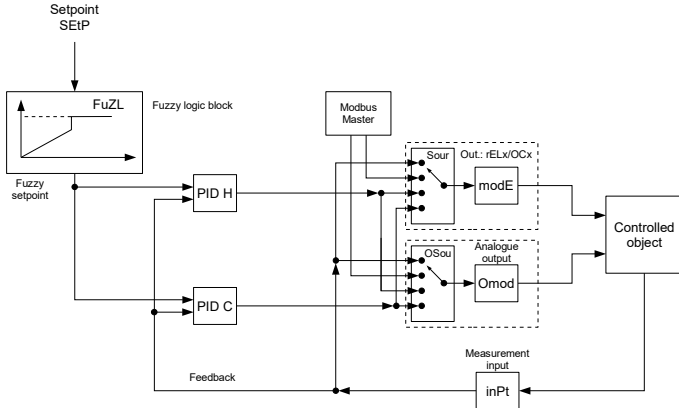 Setpoint
SEtP
FuZL
Fuzzy logic block
Modbus
Master
Sour
Out.: rELx/OCx
modE
Fuzzy
setpoint
PID H
Controlled
object
OSou
Analogue
output
Omod
PID C
Measurement
input
Feedback
inPt